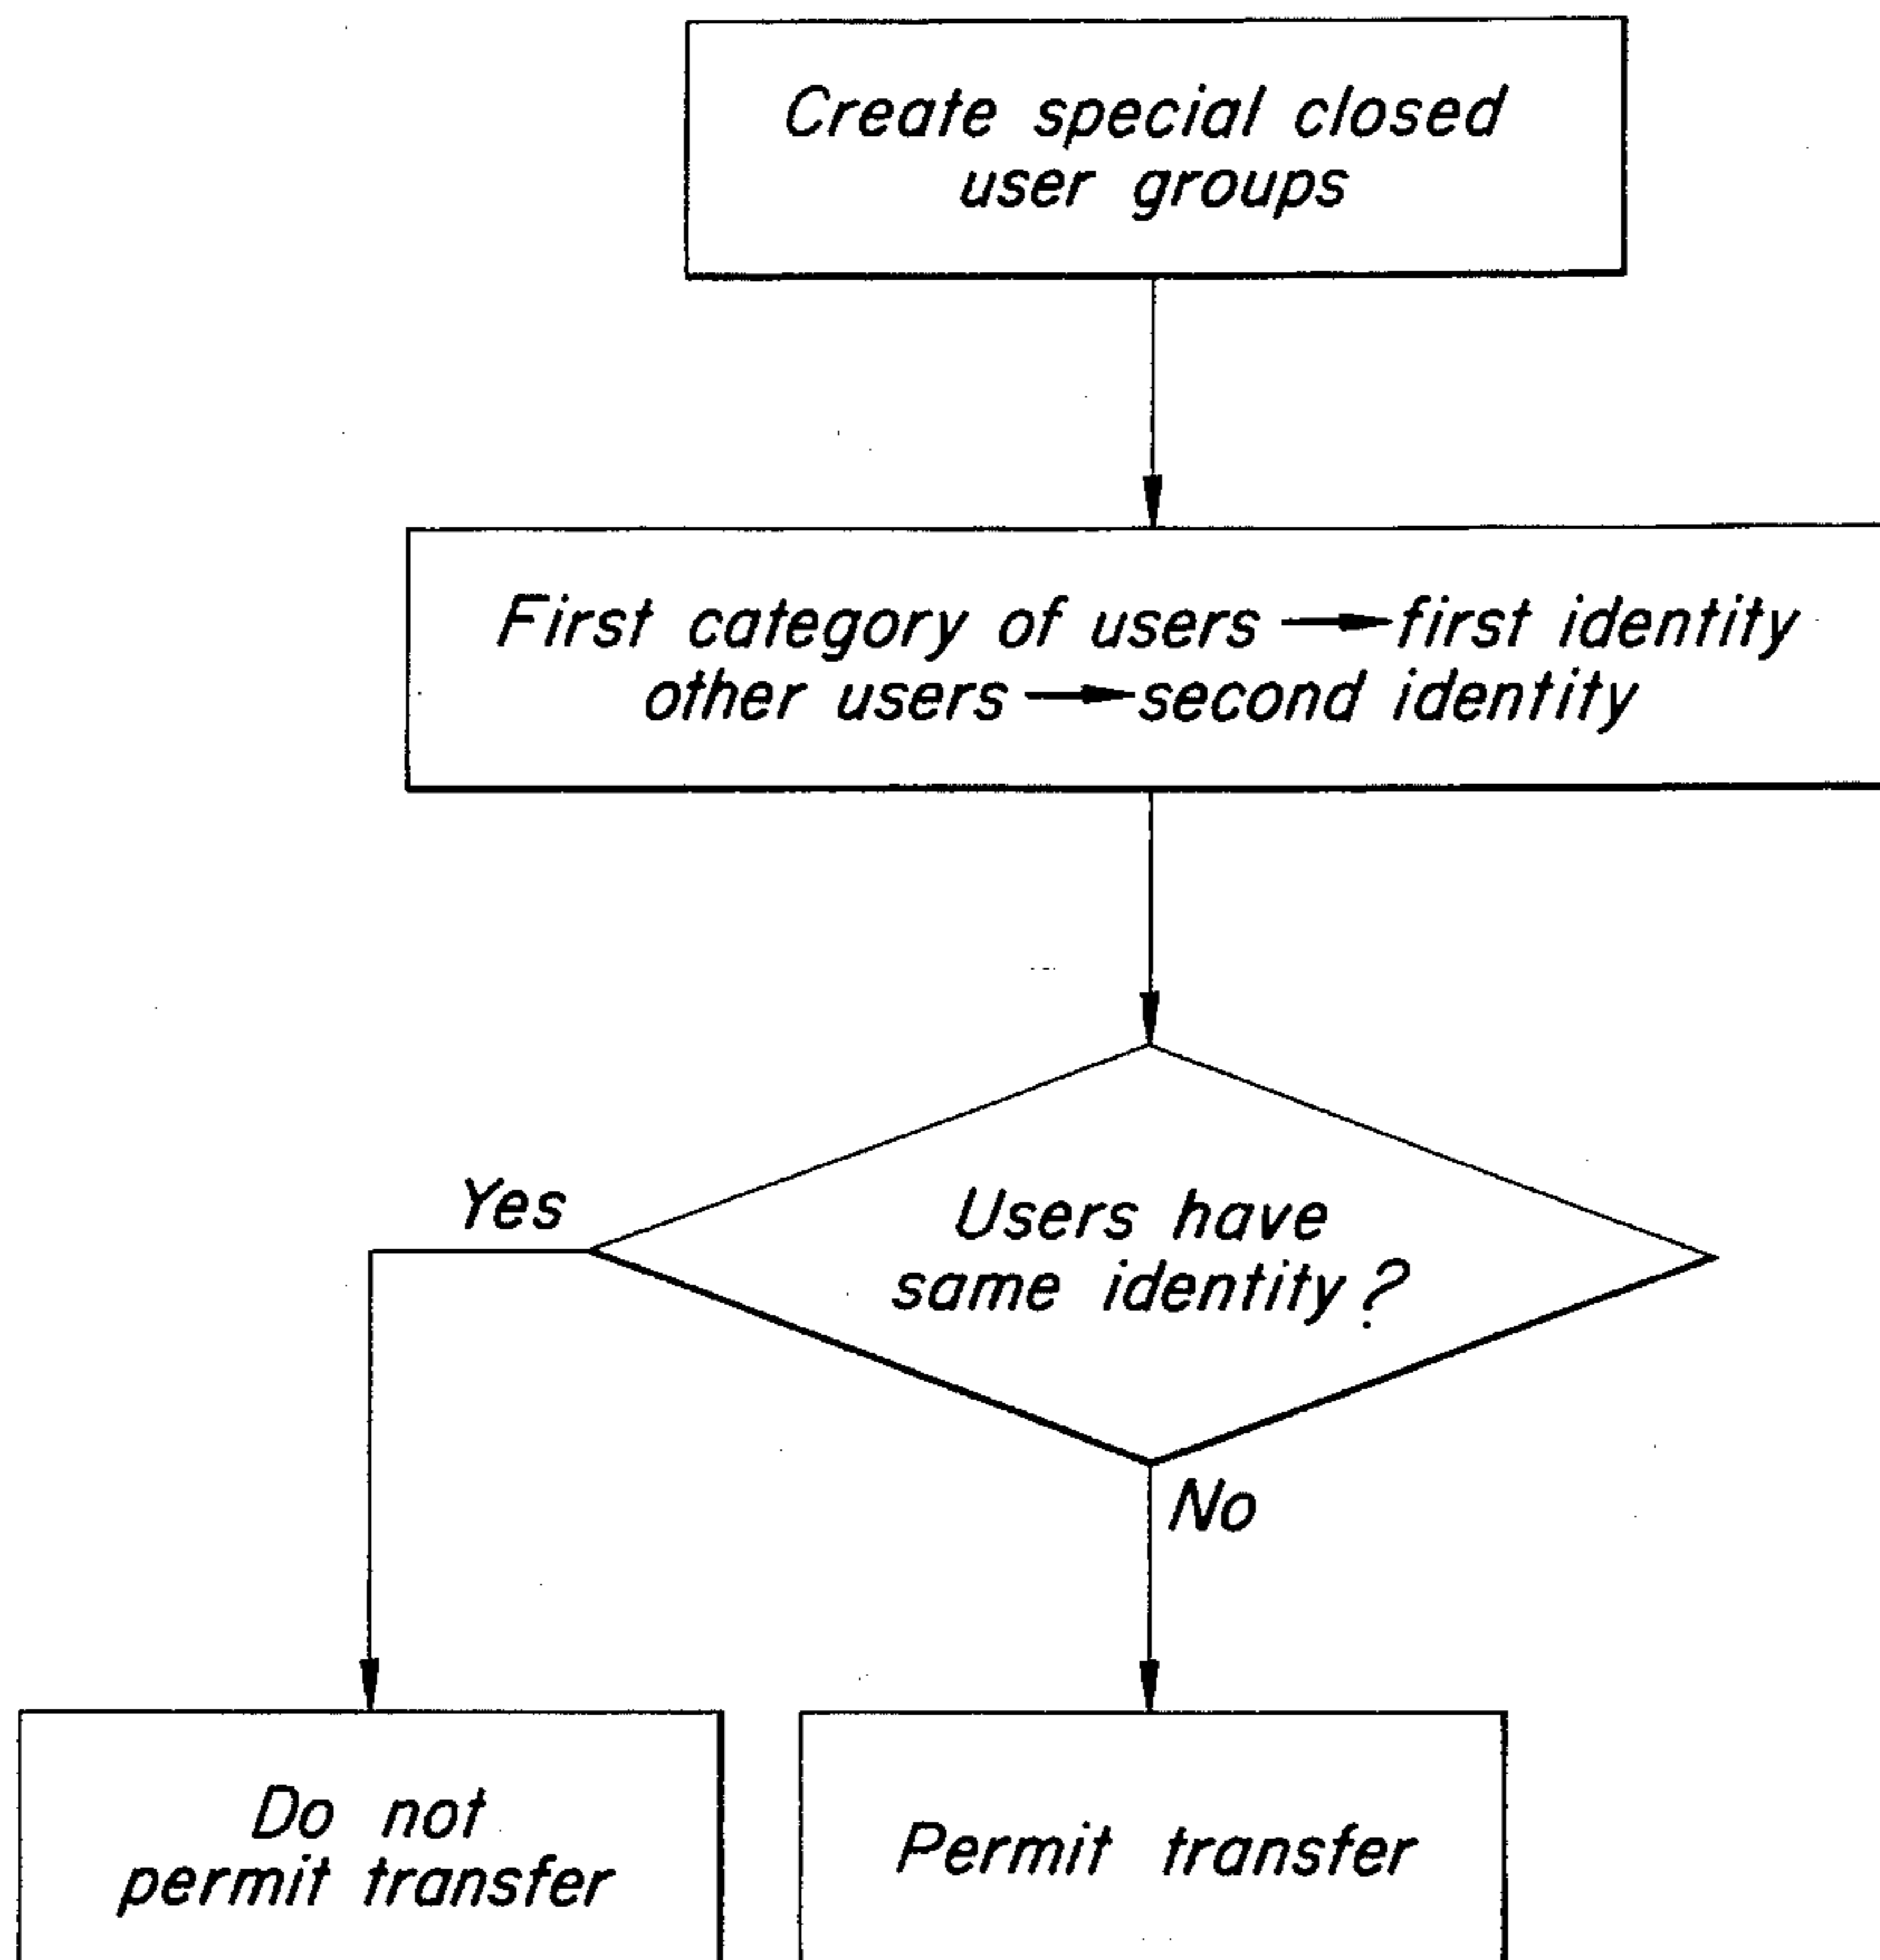 Create special closed
user groups
First category of users → first identity
other users → second identity
Users have
same identity?
Yes
No
Do not
permit transfer
Permit transfer